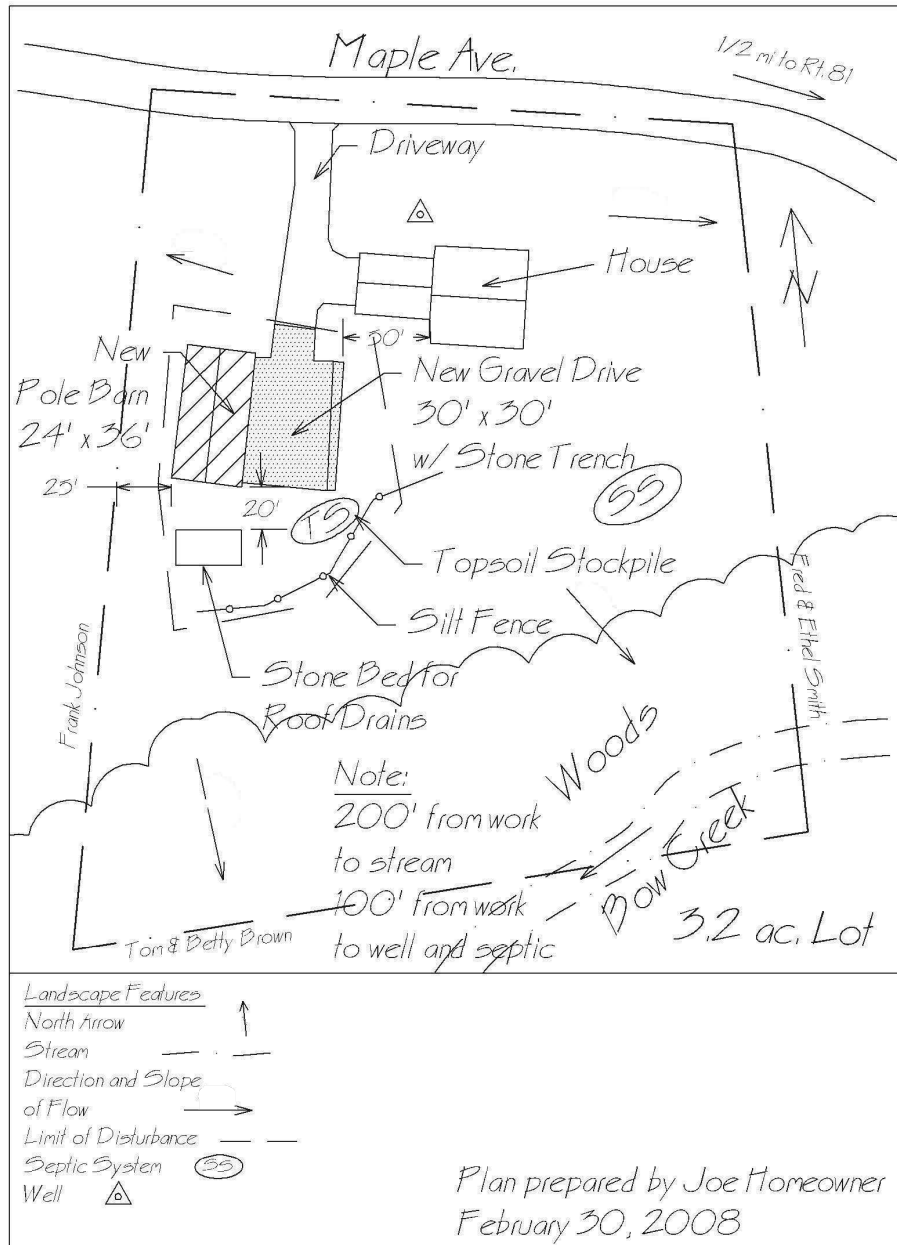 Maple Ave.
1/2 mi to Rt. 81
Driveway
House
N
30'
New
Pole Barn
24' x 36'
New Gravel Drive
30' x 30'
w/ Stone Trench
25'
20'
TS
SS
Topsoil Stockpile
Silt Fence
Stone Bed for
Roof Drains
Frank Johnson
Fred & Ethel Smith
Woods
Bow Creek
Note:
200' from work
to stream
100' from work
to well and septic
Tom & Betty Brown
3.2 ac. Lot
Landscape Features
North Arrow
Stream
Direction and Slope
of Flow
Limit of Disturbance
Septic System SS
Well
Plan prepared by Joe Homeowner
February 30, 2008